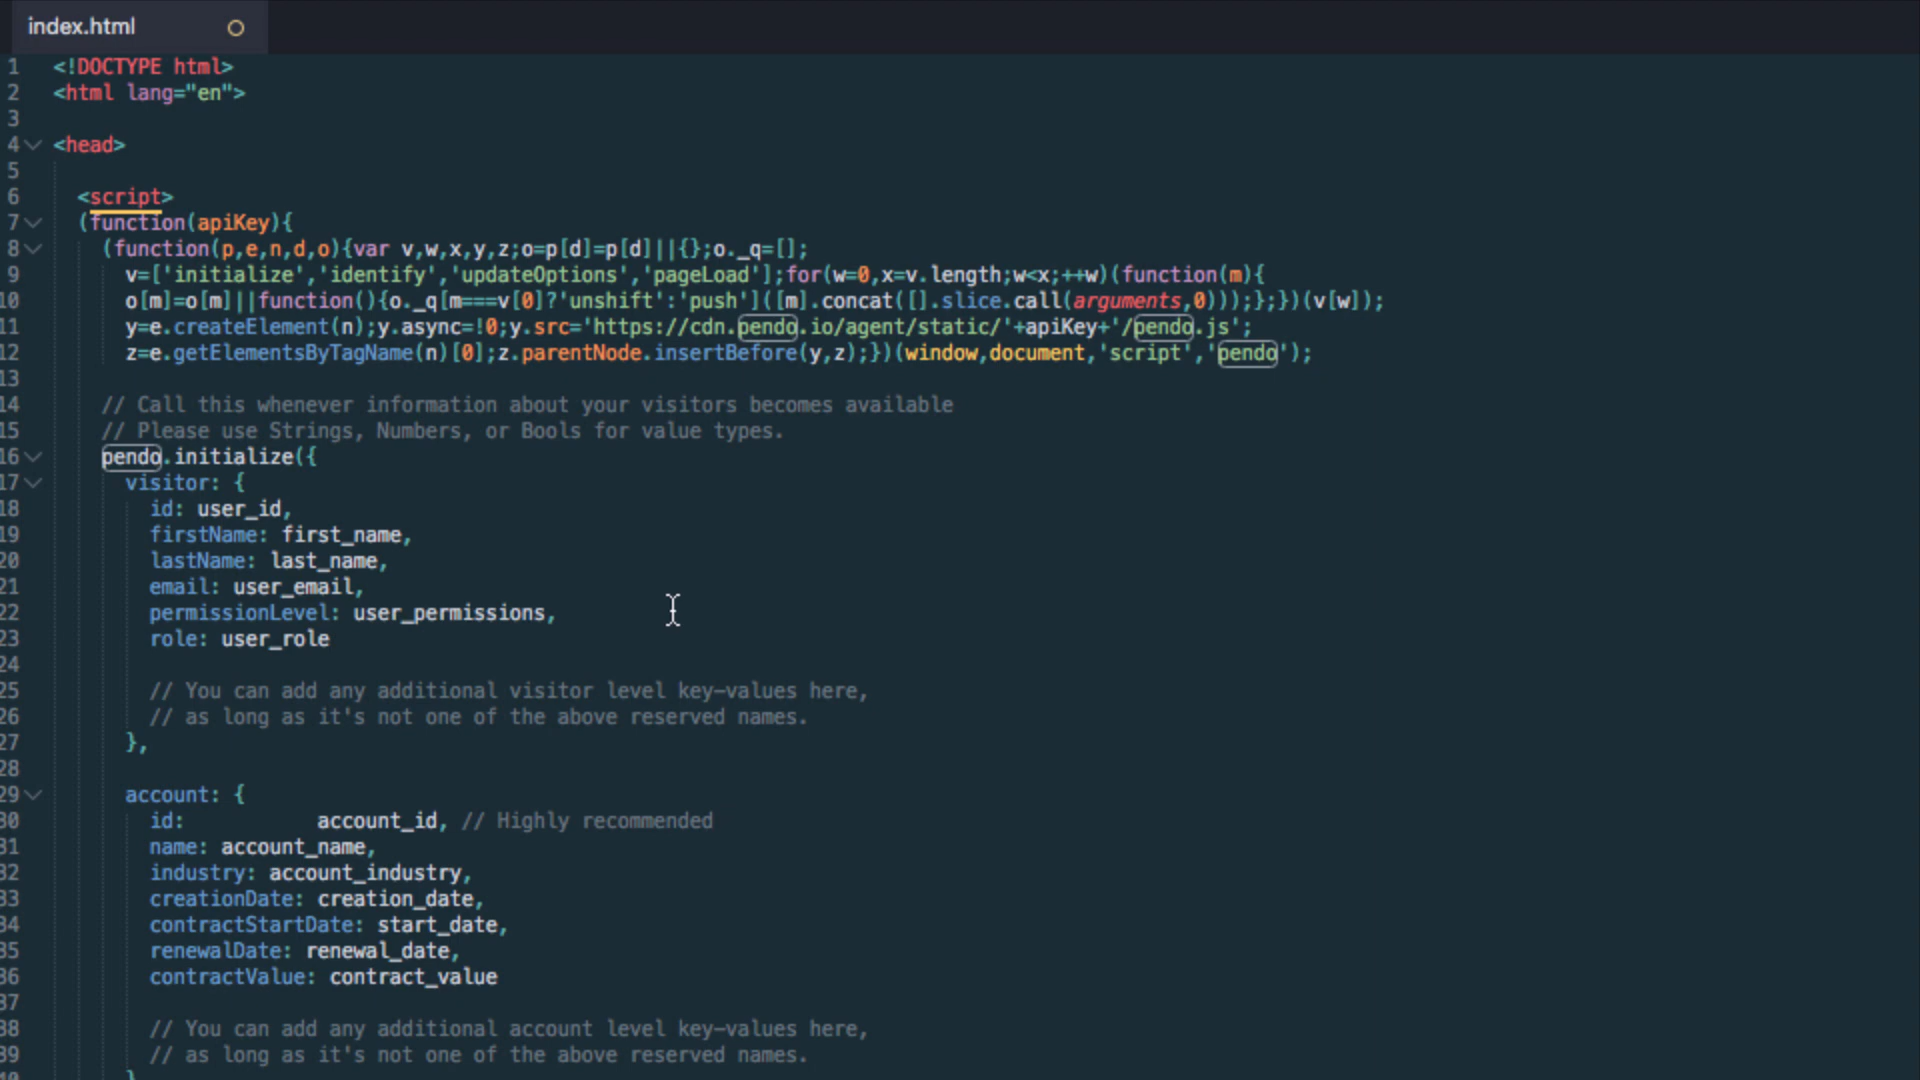 index.html
1 <!DOCTYPE html>
2 <html lang="en">
3
4 <head>
5
6 <script>
7 (function(apiKey){
8 (function(p,e,n,d,o){var v,w,x,y,z;o=p[d]=p[d]||{};o._q=[];
9 v=['initialize','identify','updateOptions','pageLoad'];for(w=0,x=v.length;w<x;++w)(function(m){
10 o[m]=o[m]||function(){o._q[m===v[0]?'unshift':'push']([m].concat([].slice.call(arguments,0)));};})(v[w]);
11 y=e.createElement(n);y.async=!0;y.src='https://cdn.pendo.io/agent/static/'+apiKey+'/pendo.js';
12 z=e.getElementsByTagName(n)[0];z.parentNode.insertBefore(y,z);})(window,document,'script','pendo');
13
14 // Call this whenever information about your visitors becomes available
15 // Please use Strings, Numbers, or Bools for value types.
16 pendo.initialize({
17 visitor: {
18 id: user_id,
19 firstName: first_name,
20 lastName: last_name,
21 email: user_email,
22 permissionLevel: user_permissions,
23 role: user_role
24
25 // You can add any additional visitor level key-values here,
26 // as long as it's not one of the above reserved names.
27 },
28
29 account: {
30 id: account_id, // Highly recommended
31 name: account_name,
32 industry: account_industry,
33 creationDate: creation_date,
34 contractStartDate: start_date,
35 renewalDate: renewal_date,
36 contractValue: contract_value
37
38 // You can add any additional account level key-values here,
39 // as long as it's not one of the above reserved names.